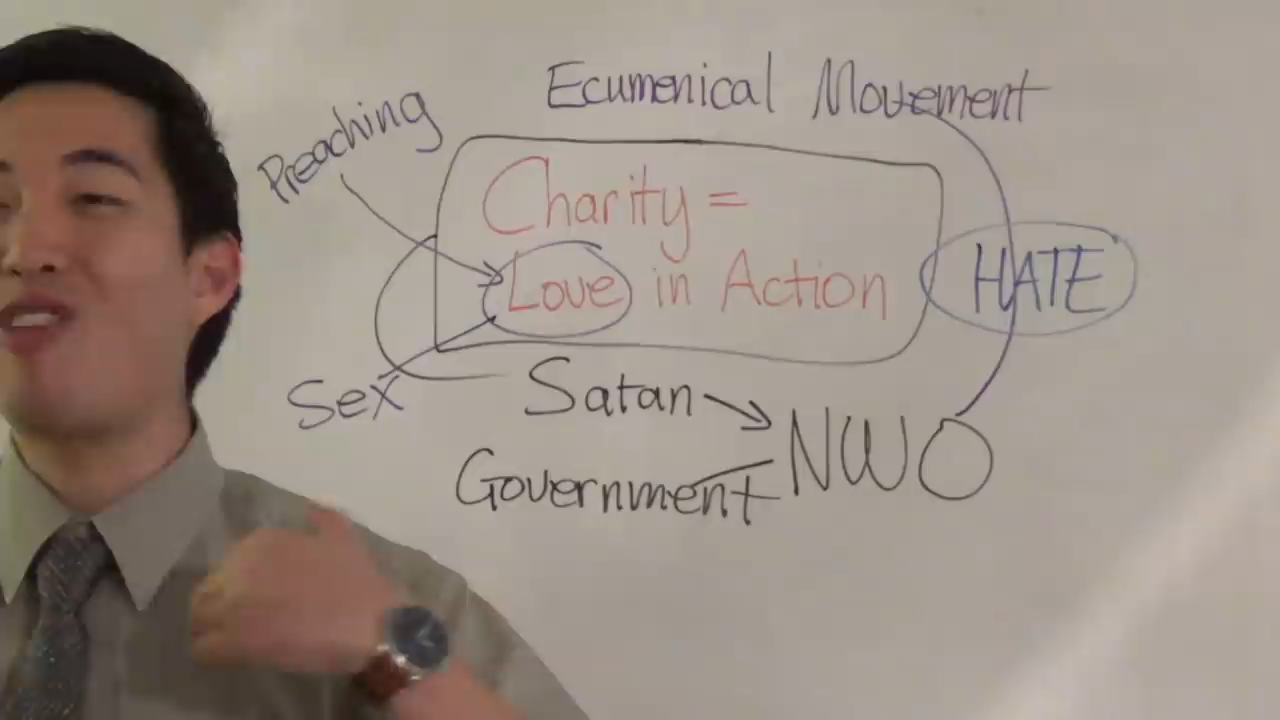 Ecumenical Movement
Preaching
Charity =
Love in Action
HATE
Sex
Satan
NWO
Government